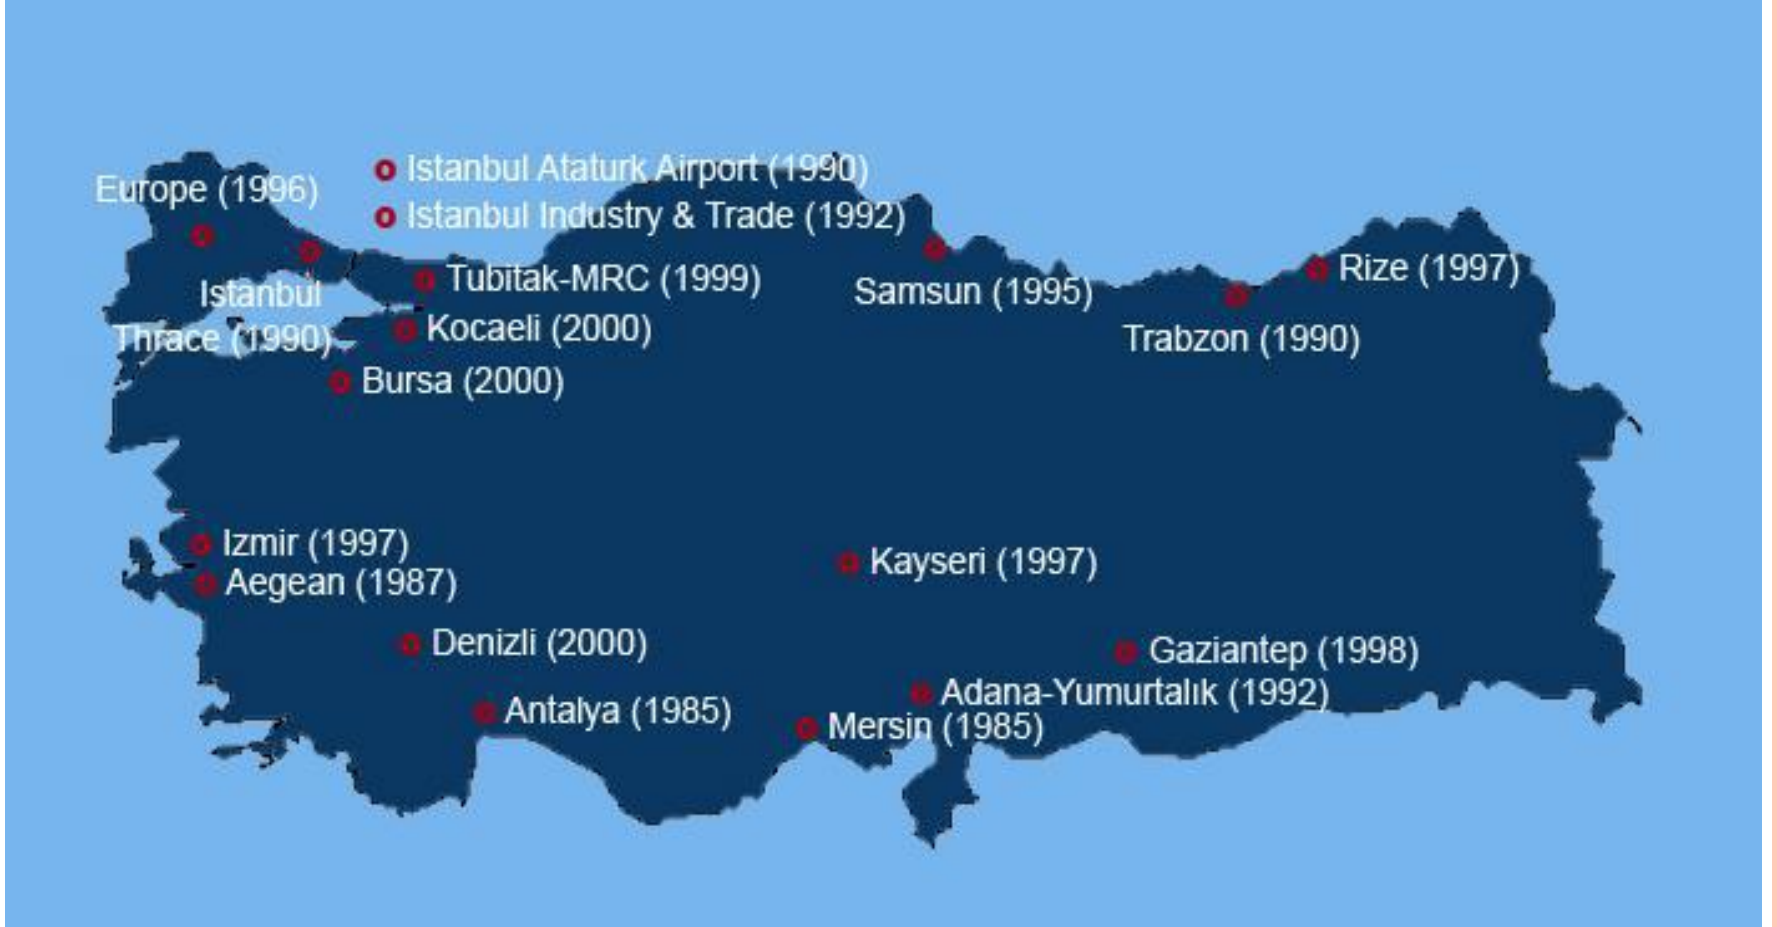 Istanbul Ataturk Airport (1990)
Europe (1996)
Istanbul Industry & Trade (1992)
Tubitak-MRC (1999)
Rize (1997)
Istanbul
Thrace (1990)
Samsun (1995)
Kocaeli (2000)
Trabzon (1990)
Bursa (2000)
Izmir (1997)
Aegean (1987)
Kayseri (1997)
Denizli (2000)
Gaziantep (1998)
Adana-Yumurtalık (1992)
Antalya (1985)
Mersin (1985)